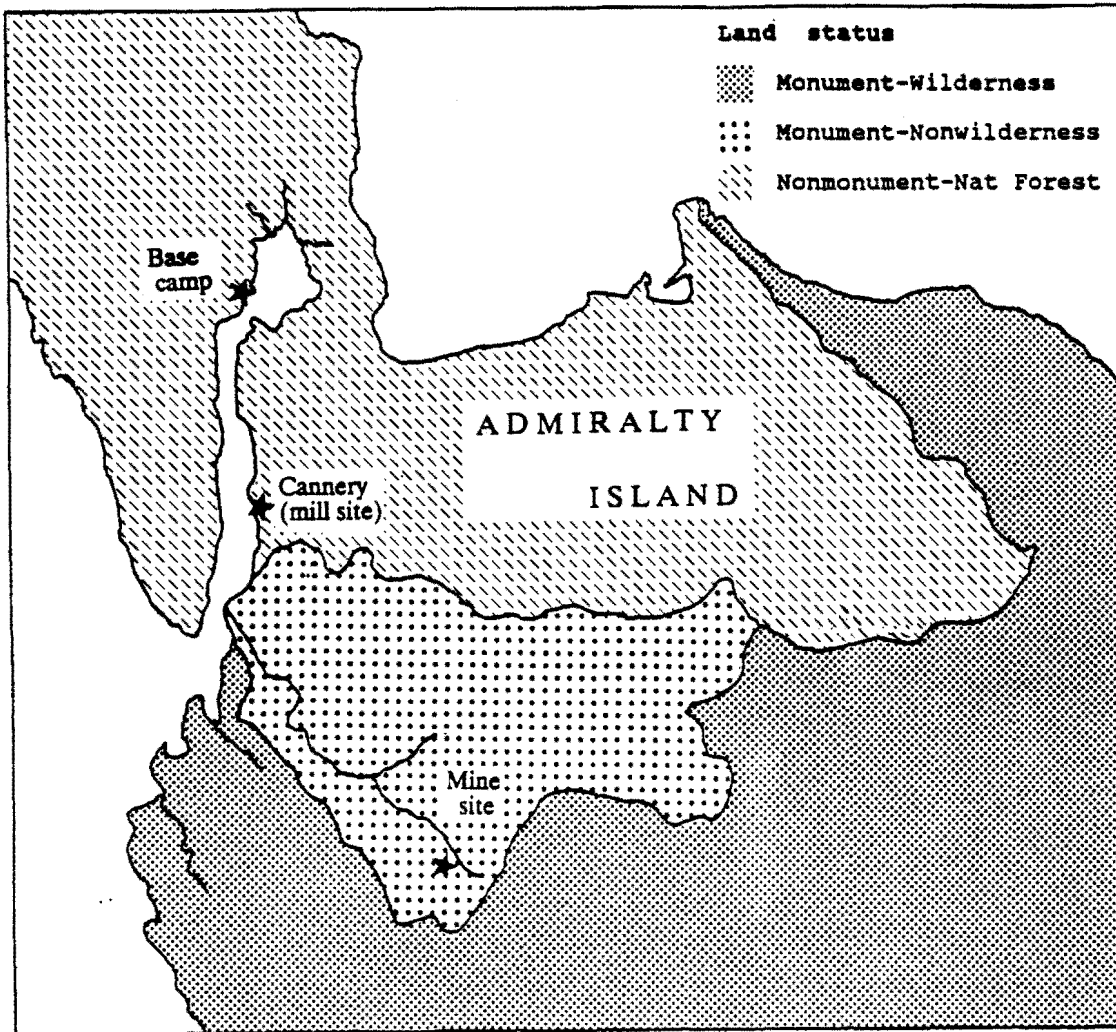 Land status
Monument-Wilderness
Monument-Nonwilderness
Nonmonument-Nat Forest
Base
camp
ADMIRALTY
ISLAND
Cannery
(mill site)
Mine
site